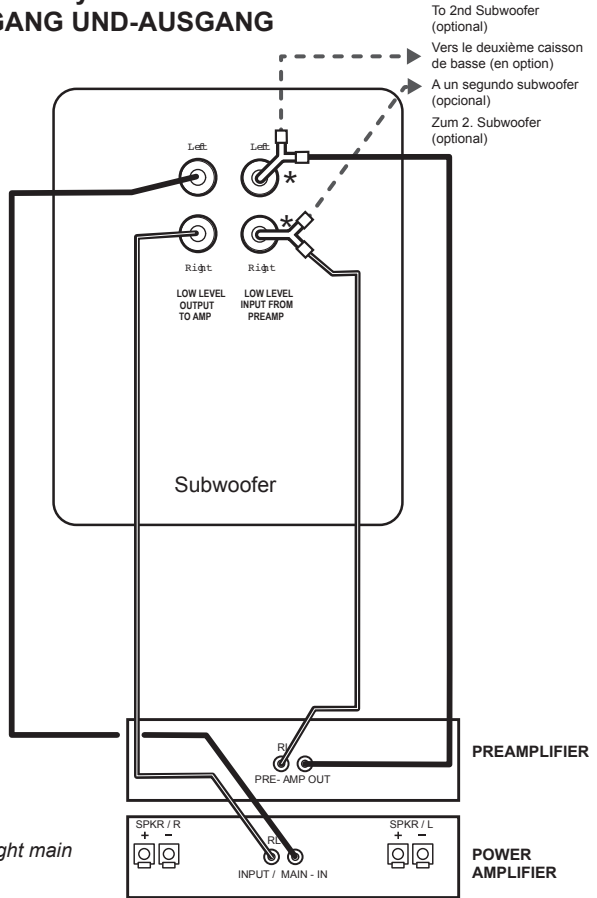 GANG UND-AUSGANG
To 2nd Subwoofer
(optional)
Vers le deuxième caisson
de basse (en option)
A un segundo subwoofer
(opcional)
Zum 2. Subwoofer
(optional)
Left
Left
*
*
Right
Right
LOW LEVEL
OUTPUT
TO AMP
LOW LEVEL
INPUT FROM
PREAMP
Subwoofer
RL
PRE- AMP OUT
PREAMPLIFIER
SPKR / R
+ –
RL
INPUT / MAIN - IN
SPKR / L
+ –
POWER
AMPLIFIER
ght main